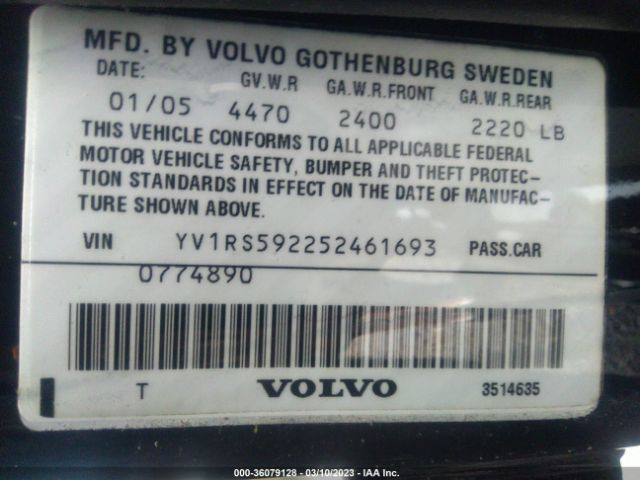 MFD. BY VOLVO GOTHENBURG SWEDEN
DATE: GV.W.R GA.W.R.FRONT GA.W.R.REAR
01/05 4470 2400 2220 LB
THIS VEHICLE CONFORMS TO ALL APPLICABLE FEDERAL
MOTOR VEHICLE SAFETY, BUMPER AND THEFT PROTEC-
TION STANDARDS IN EFFECT ON THE DATE OF MANUFAC-
TURE SHOWN ABOVE.
VIN YV1RS592252461693 PASS.CAR
0774890
T VOLVO 3514635
000-36079128 - 03/10/2023 - IAA Inc.